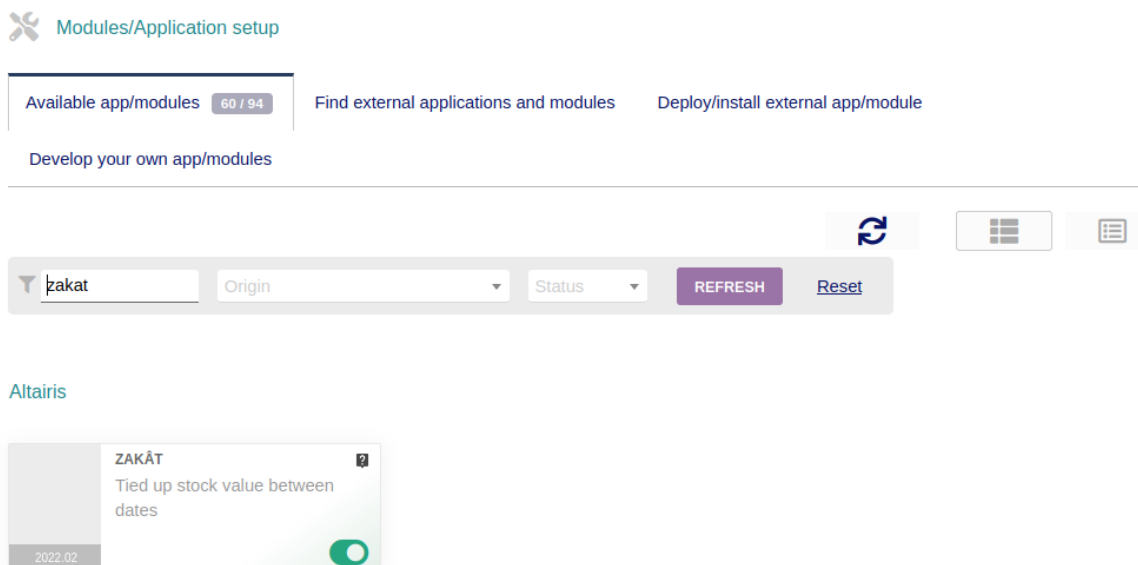 Modules/Application setup
Available app/modules 60 / 94 Find external applications and modules Deploy/install external app/module
Develop your own app/modules
zakat Origin Status REFRESH Reset
Altairis
ZAKÂT ?
Tied up stock value between
dates
2022.02